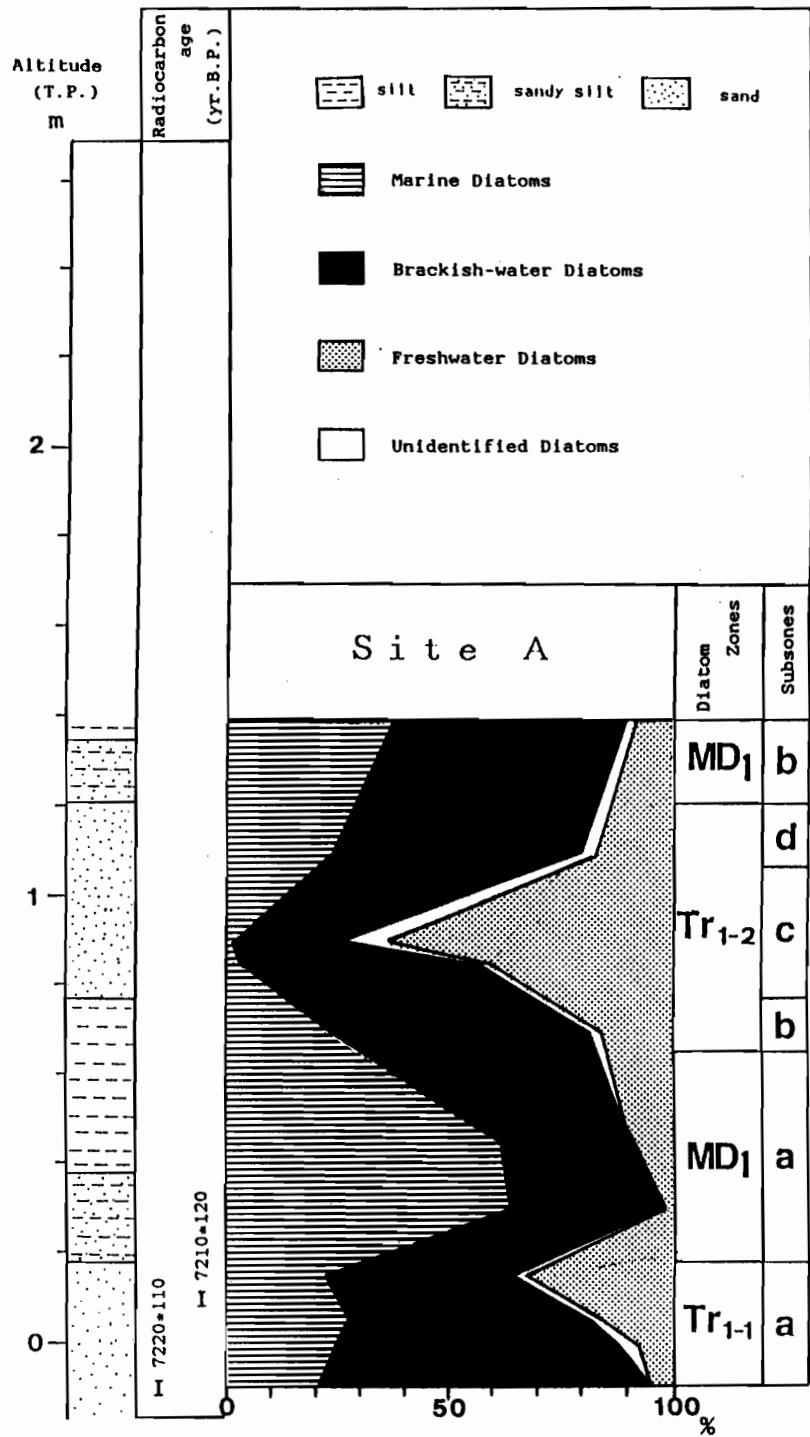 Altitude
(T.P.)
m
Radiocarbon
age
(yr.B.P.)
silt sandy silt sand
Marine Diatoms
Brackish-water Diatoms
Freshwater Diatoms
Unidentified Diatoms
2
Site A
Diatom
Zones
Subsones
MD1 b
d
1
Tr1-2 c
b
MD1 a
I 7210±120
I 7220±110
0
Tr1-1 a
0 50 100
%